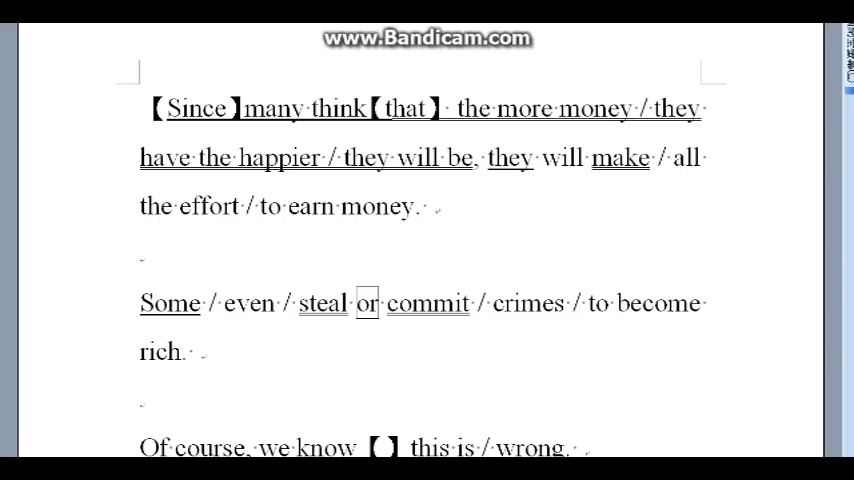 www.Bandicam.com
【Since】many think【that】 the more money / they
have the happier / they will be, they will make / all
the effort / to earn money.
Some / even / steal or commit / crimes / to become
rich.
Of course, we know 【】 this is / wrong.